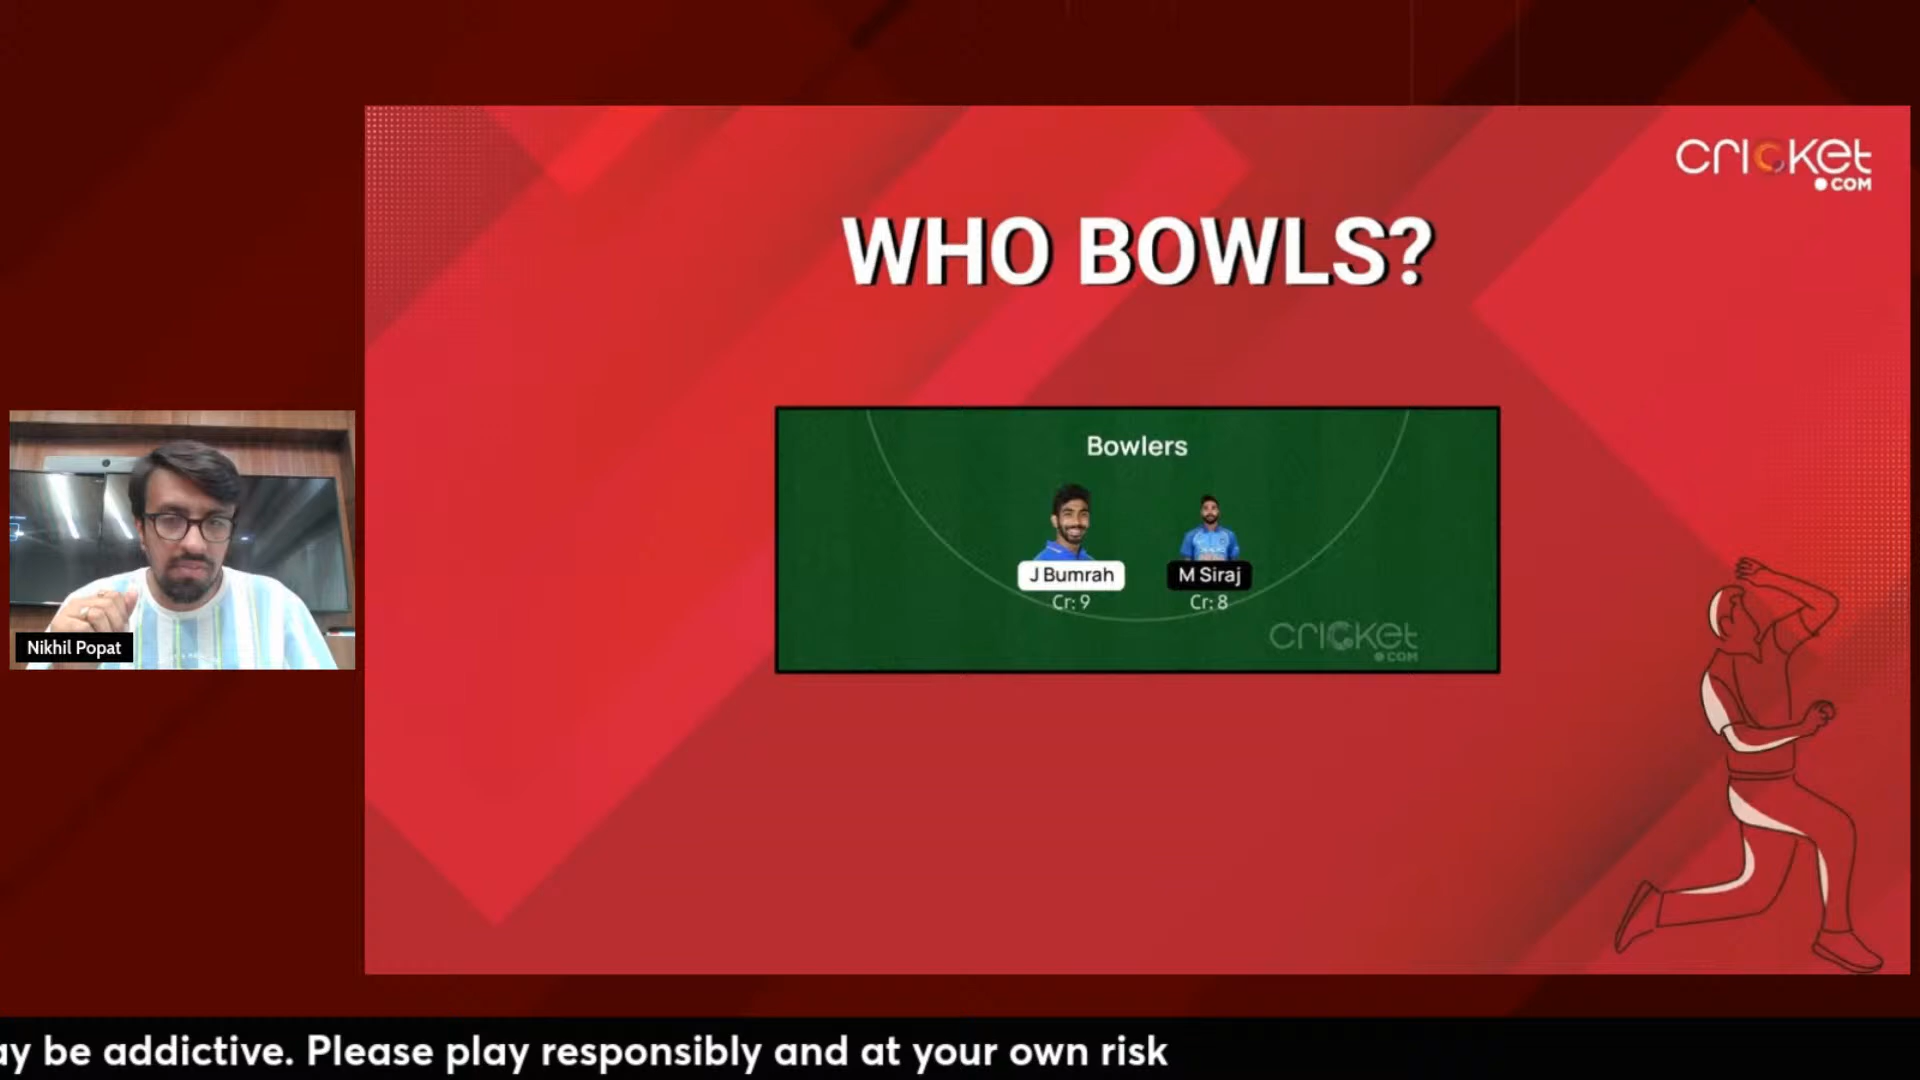 cricket
.COM
WHO BOWLS?
Bowlers
J Bumrah
M Siraj
Cr: 9
Cr: 8
cricket
.COM
Nikhil Popat
ay be addictive. Please play responsibly and at your own risk